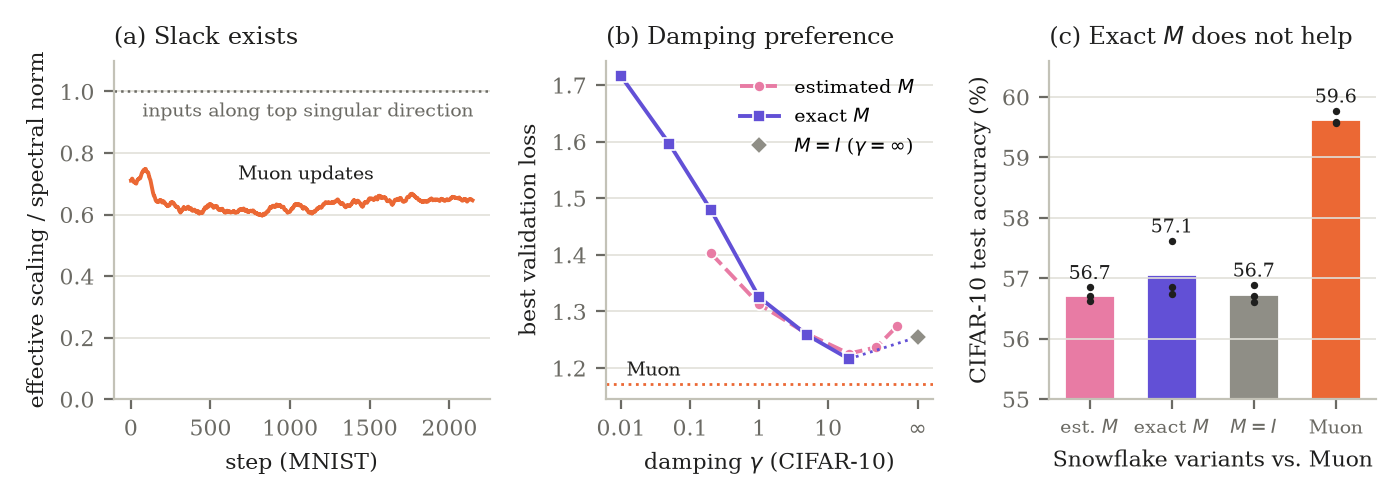 (a) Slack exists
effective scaling / spectral norm
1.0
0.8
0.6
0.4
0.2
0.0
inputs along top singular direction
Muon updates
0 500 1000 1500 2000
step (MNIST)
(b) Damping preference
best validation loss
1.7
1.6
1.5
1.4
1.3
1.2
estimated M
exact M
M = I (γ = ∞)
Muon
0.01 0.1 1 10 ∞
damping γ (CIFAR-10)
(c) Exact M does not help
CIFAR-10 test accuracy (%)
60
59
58
57
56
55
56.7
57.1
56.7
59.6
est. M exact M M = I Muon
Snowflake variants vs. Muon